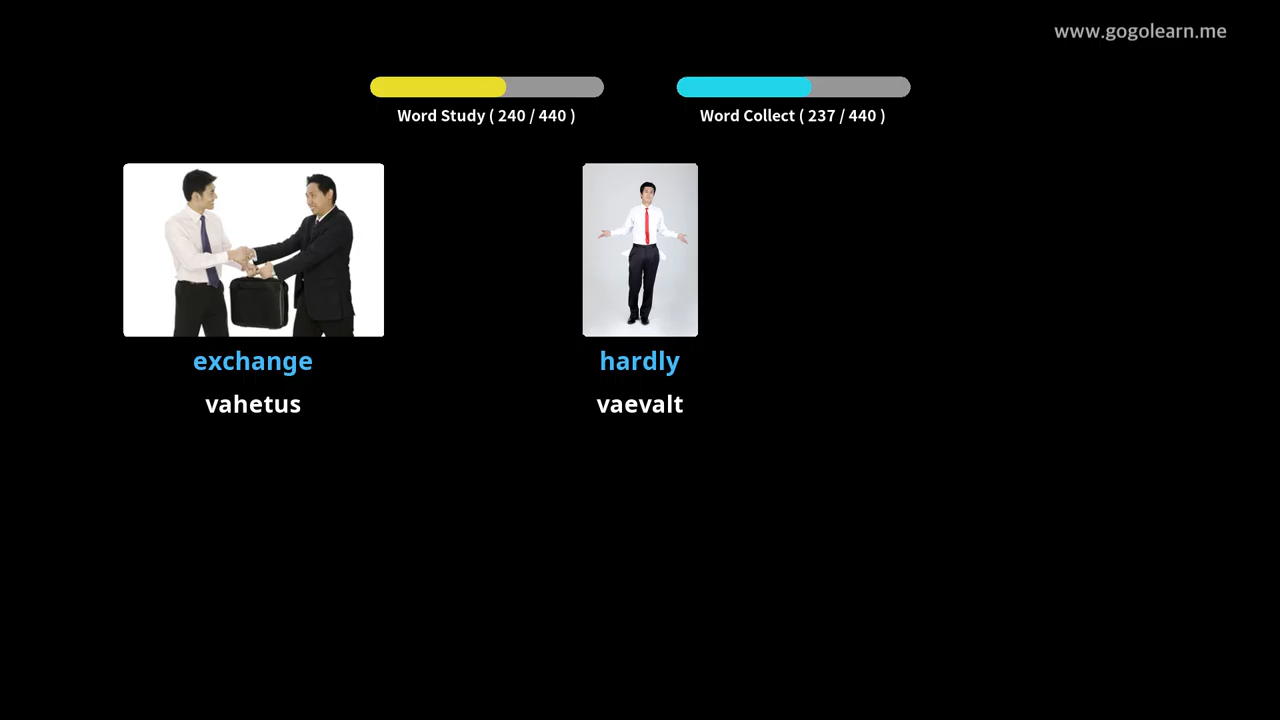 www.gogolearn.me
Word Study ( 240 / 440 )
Word Collect ( 237 / 440 )
exchange
vahetus
hardly
vaevalt